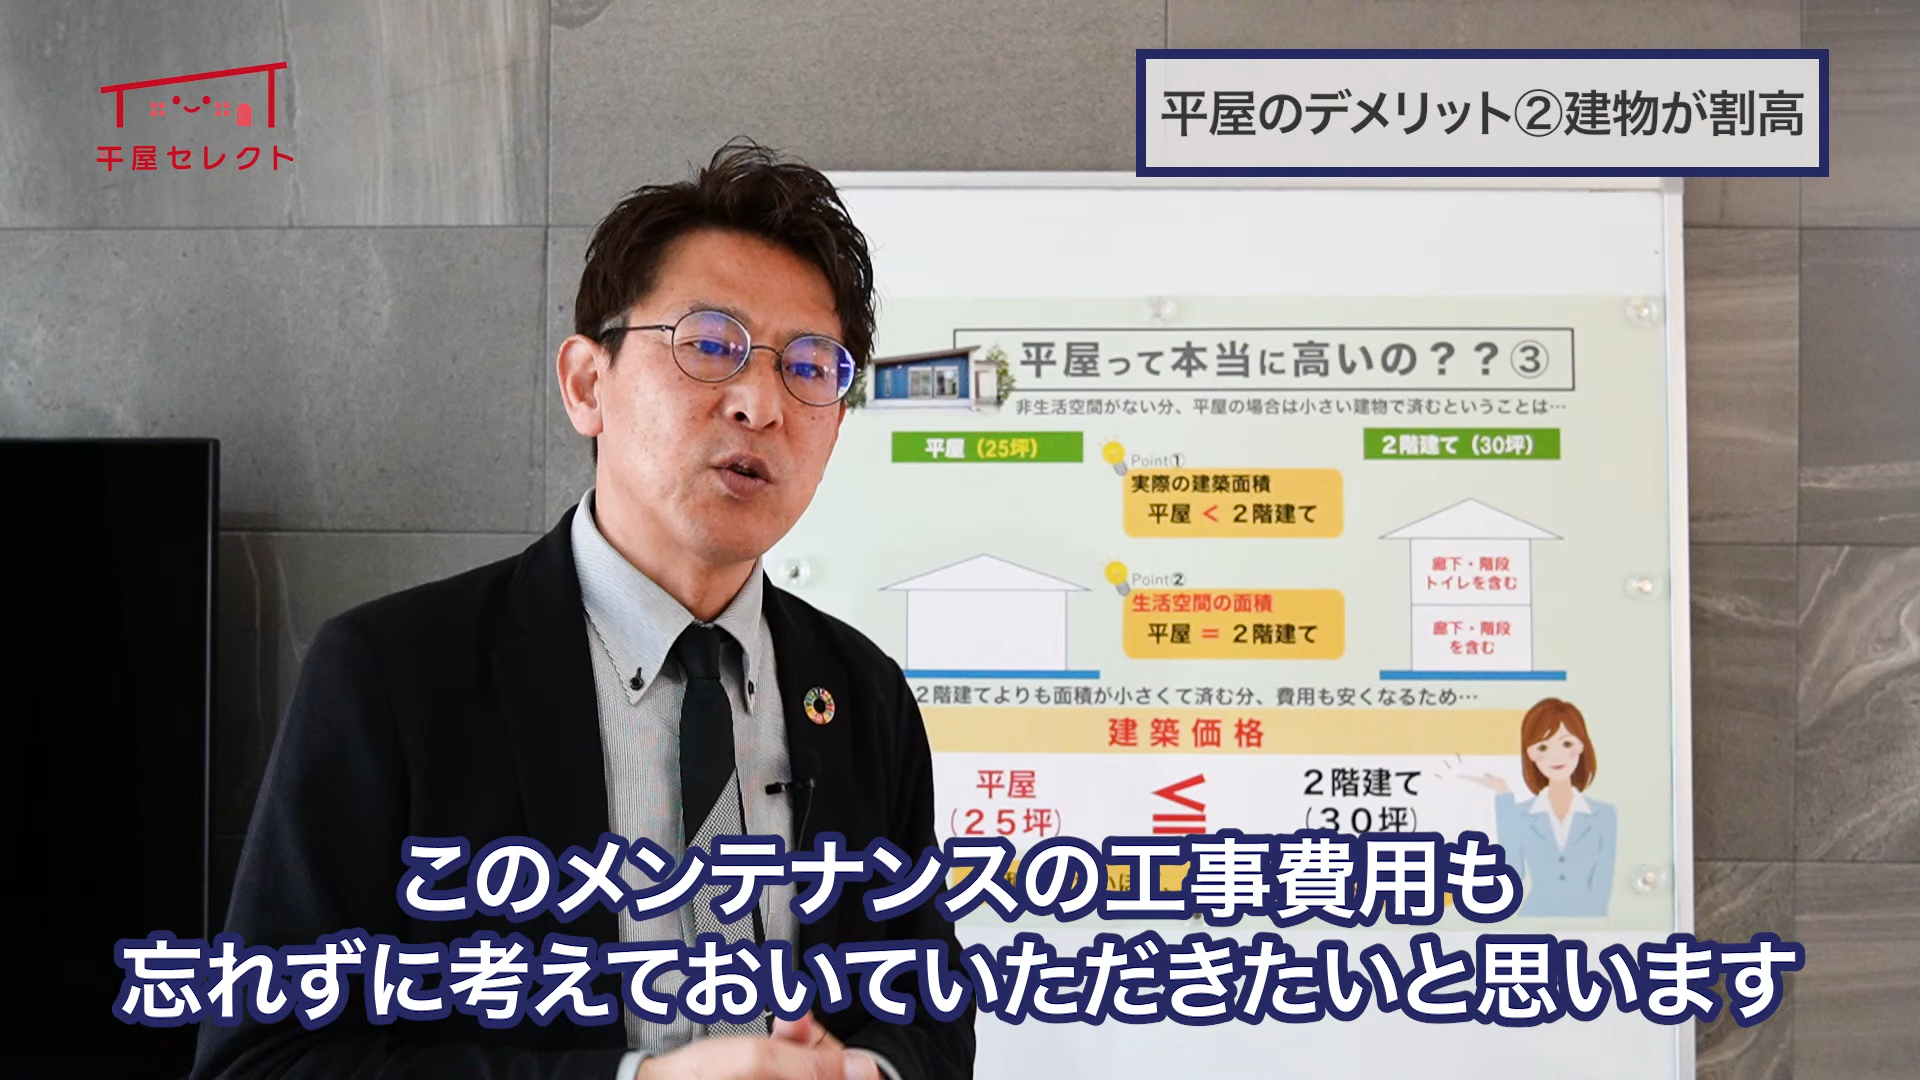 平屋セレクト
平屋のデメリット②建物が割高
平屋って本当に高いの？？③
非生活空間がない分、平屋の場合は小さい建物で済むということは…
平屋（25坪）
２階建て（30坪）
Point①
実際の建築面積
平屋 < ２階建て
Point②
生活空間の面積
平屋 = ２階建て
廊下・階段
トイレを含む
廊下・階段
を含む
２階建てよりも面積が小さくて済む分、費用も安くなるため…
建築価格
平屋
（２５坪）
≦
２階建て
（３０坪）
このメンテナンスの工事費用も
忘れずに考えておいていただきたいと思います